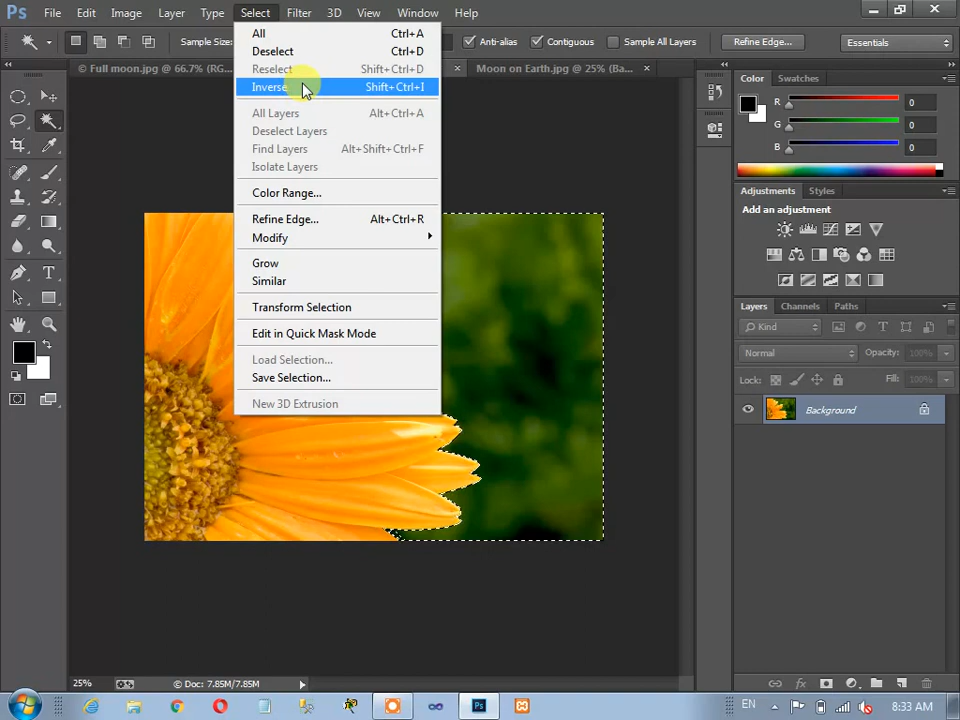 Ps File Edit Image Layer Type Select Filter 3D View Window Help
Sample Size: Anti-alias Contiguous Sample All Layers Refine Edge... Essentials
© Full moon.jpg @ 66.7% (RG... × Moon on Earth.jpg @ 25% (Ba... ×
All Ctrl+A
Deselect Ctrl+D
Reselect Shift+Ctrl+D
Inverse Shift+Ctrl+I
All Layers Alt+Ctrl+A
Deselect Layers
Find Layers Alt+Shift+Ctrl+F
Isolate Layers
Color Range...
Refine Edge... Alt+Ctrl+R
Modify
Grow
Similar
Transform Selection
Edit in Quick Mask Mode
Load Selection...
Save Selection...
New 3D Extrusion
Color Swatches
R 0
G 0
B 0
Adjustments Styles
Add an adjustment
Layers Channels Paths
Kind
Normal Opacity: 100%
Lock: Fill: 100%
Background
25% © Doc: 7.85M/7.85M
EN 8:33 AM